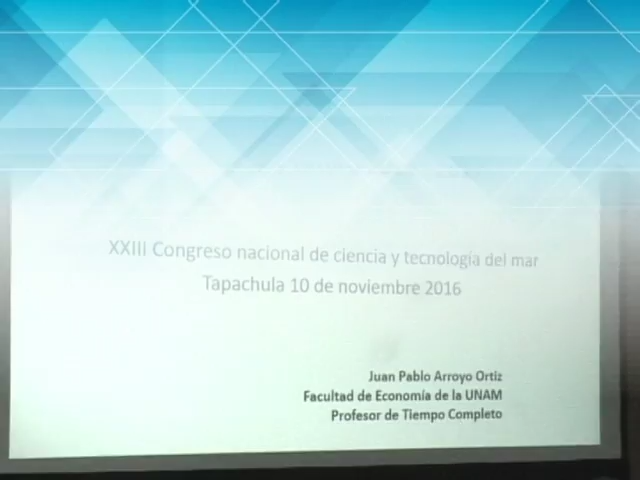 XXIII Congreso nacional de ciencia y tecnología del mar
Tapachula 10 de noviembre 2016
Juan Pablo Arroyo Ortiz
Facultad de Economía de la UNAM
Profesor de Tiempo Completo